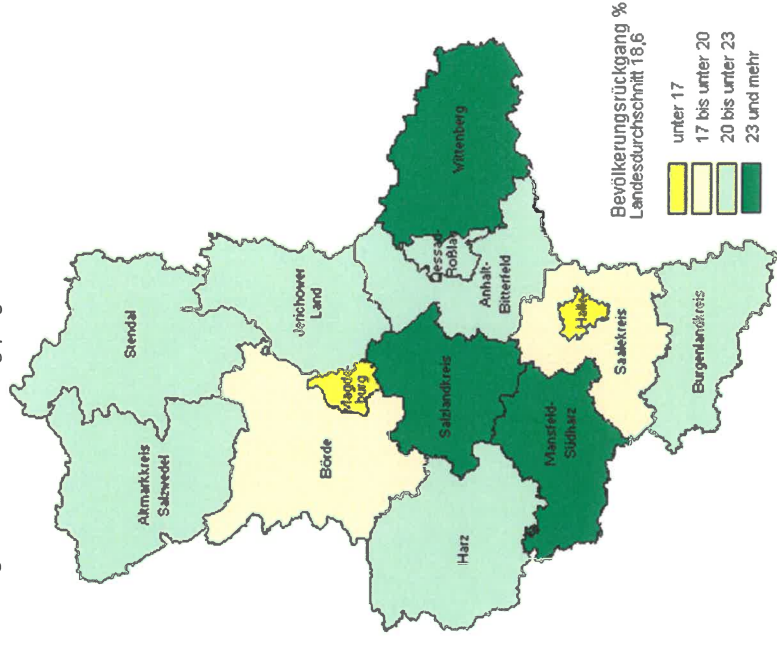 Stendal
Altmarkkreis
Salzwedel
Jerichower
Land
Börde
Magde-
burg
Wittenberg
Dessau-
Roßlau
Anhalt-
Bitterfeld
Salzlandkreis
Harz
Mansfeld-
Südharz
Halle
Saalekreis
Burgenlandkreis
Bevölkerungsrückgang %
Landesdurchschnitt 18,6
unter 17
17 bis unter 20
20 bis unter 23
23 und mehr